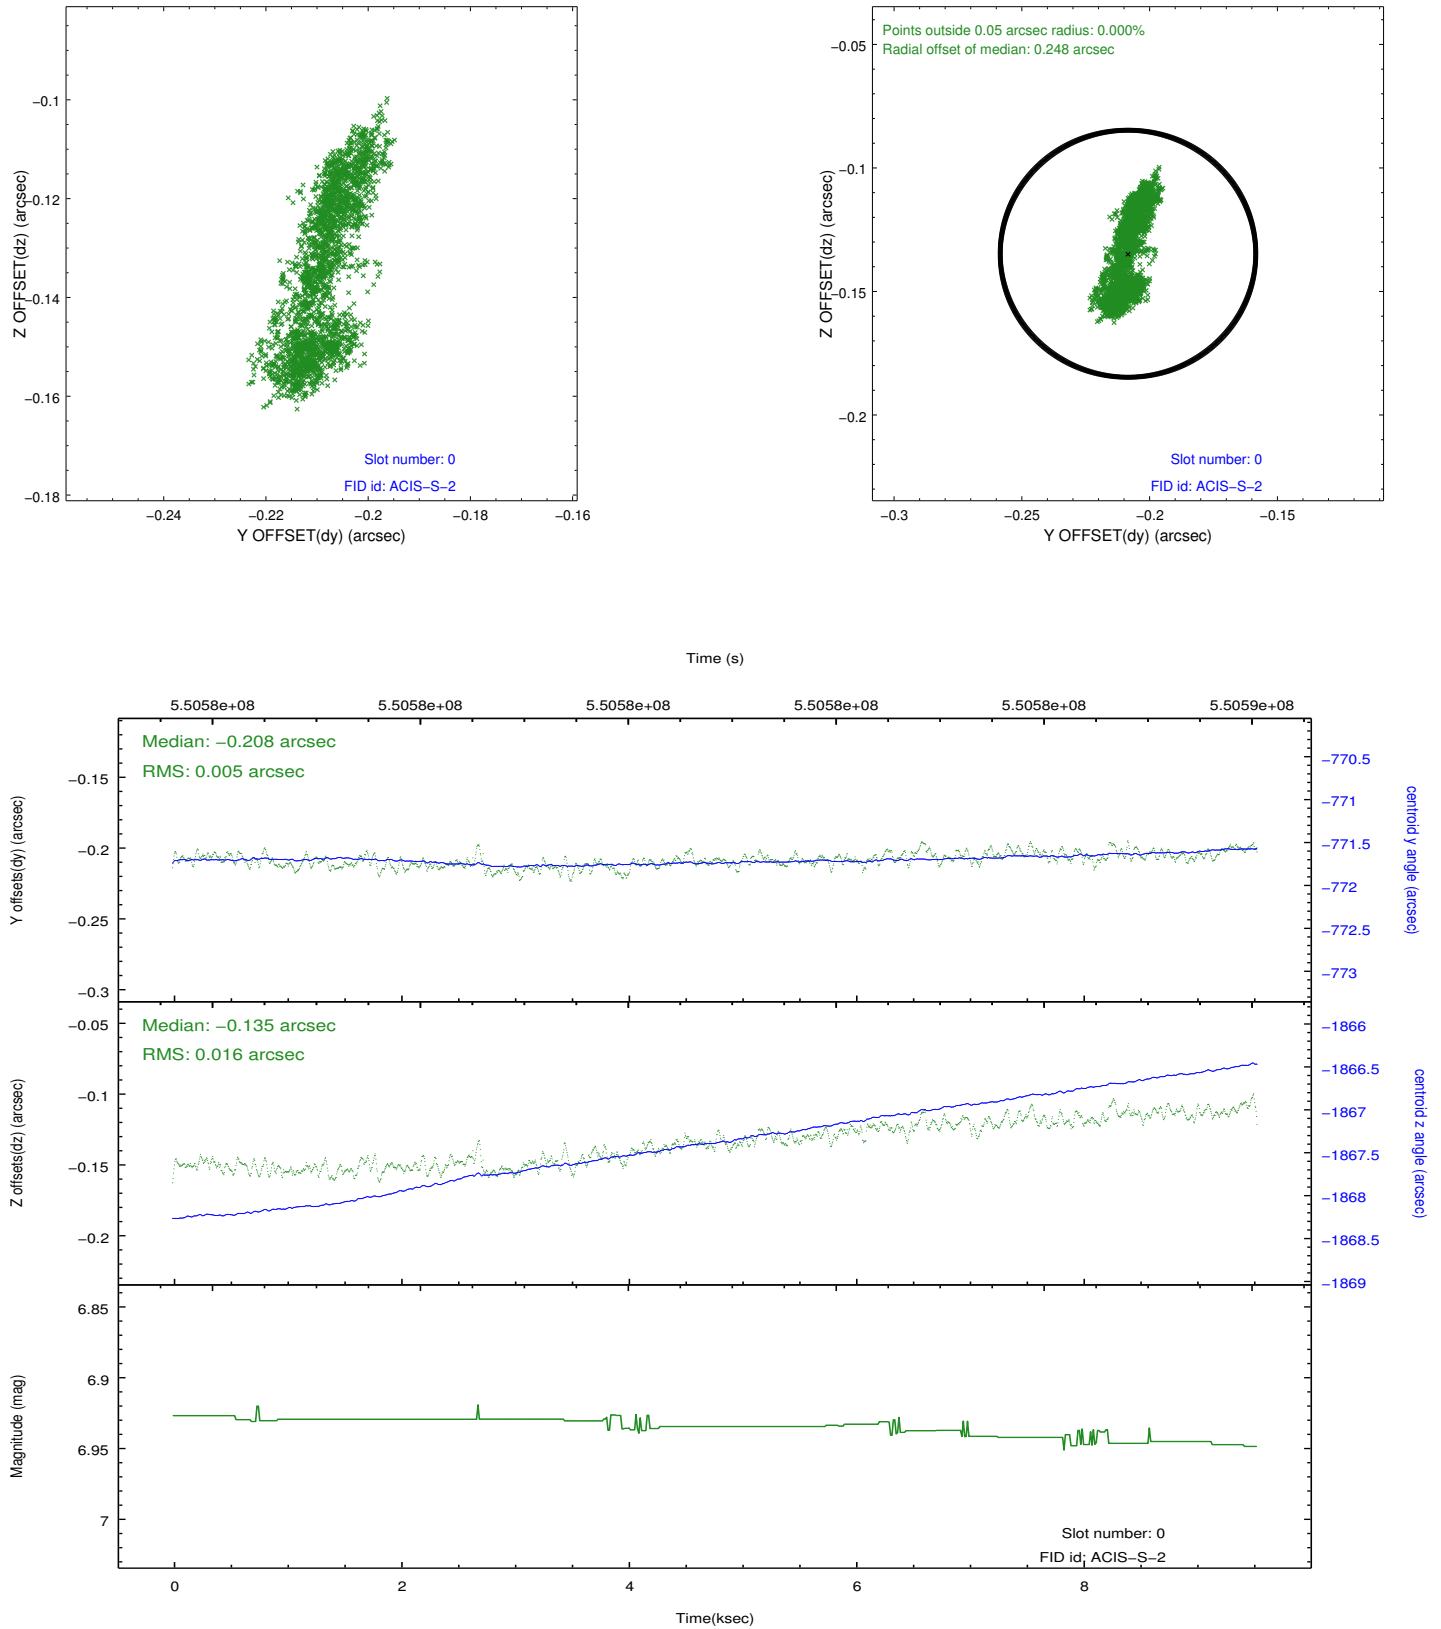 −0.1
−0.12
−0.14
−0.16
−0.18
Z OFFSET(dz) (arcsec)
Slot number: 0
FID id: ACIS−S−2
−0.24 −0.22 −0.2 −0.18 −0.16
Y OFFSET(dy) (arcsec)
Points outside 0.05 arcsec radius: 0.000%
Radial offset of median: 0.248 arcsec
−0.05
−0.1
−0.15
−0.2
Z OFFSET(dz) (arcsec)
Slot number: 0
FID id: ACIS−S−2
−0.3 −0.25 −0.2 −0.15
Y OFFSET(dy) (arcsec)
Time (s)
5.5058e+08 5.5058e+08 5.5058e+08 5.5058e+08 5.5058e+08 5.5059e+08
Median: −0.208 arcsec
RMS: 0.005 arcsec
−0.15
−0.2
−0.25
−0.3
Y offsets(dy) (arcsec)
−770.5
−771
−771.5
−772
−772.5
−773
centroid y angle (arcsec)
Median: −0.135 arcsec
RMS: 0.016 arcsec
−0.05
−0.1
−0.15
−0.2
Z offsets(dz) (arcsec)
−1866
−1866.5
−1867
−1867.5
−1868
−1868.5
−1869
centroid z angle (arcsec)
6.85
6.9
6.95
7
Magnitude (mag)
Slot number: 0
FID id: ACIS−S−2
0 2 4 6 8
Time(ksec)